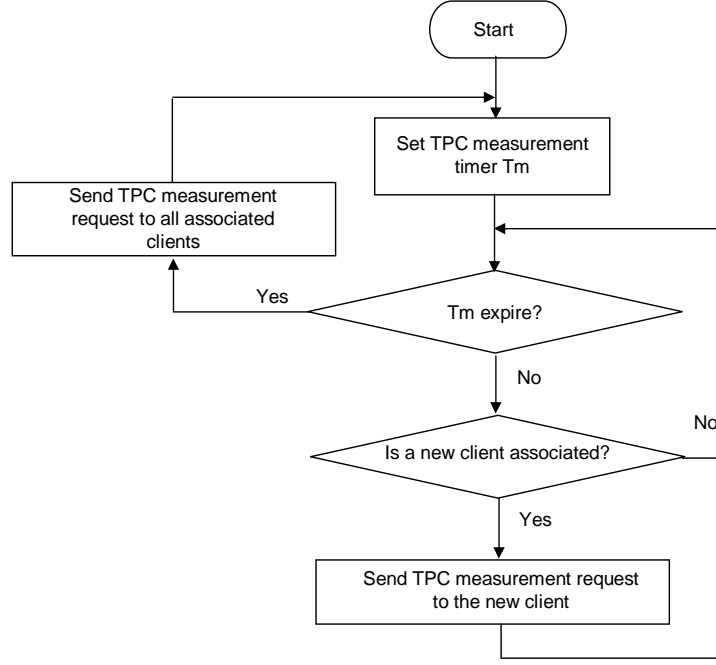 Start
Set TPC measurement
timer Tm
Send TPC measurement
request to all associated
clients
Yes
Tm expire?
No
No
Is a new client associated?
Yes
Send TPC measurement request
to the new client